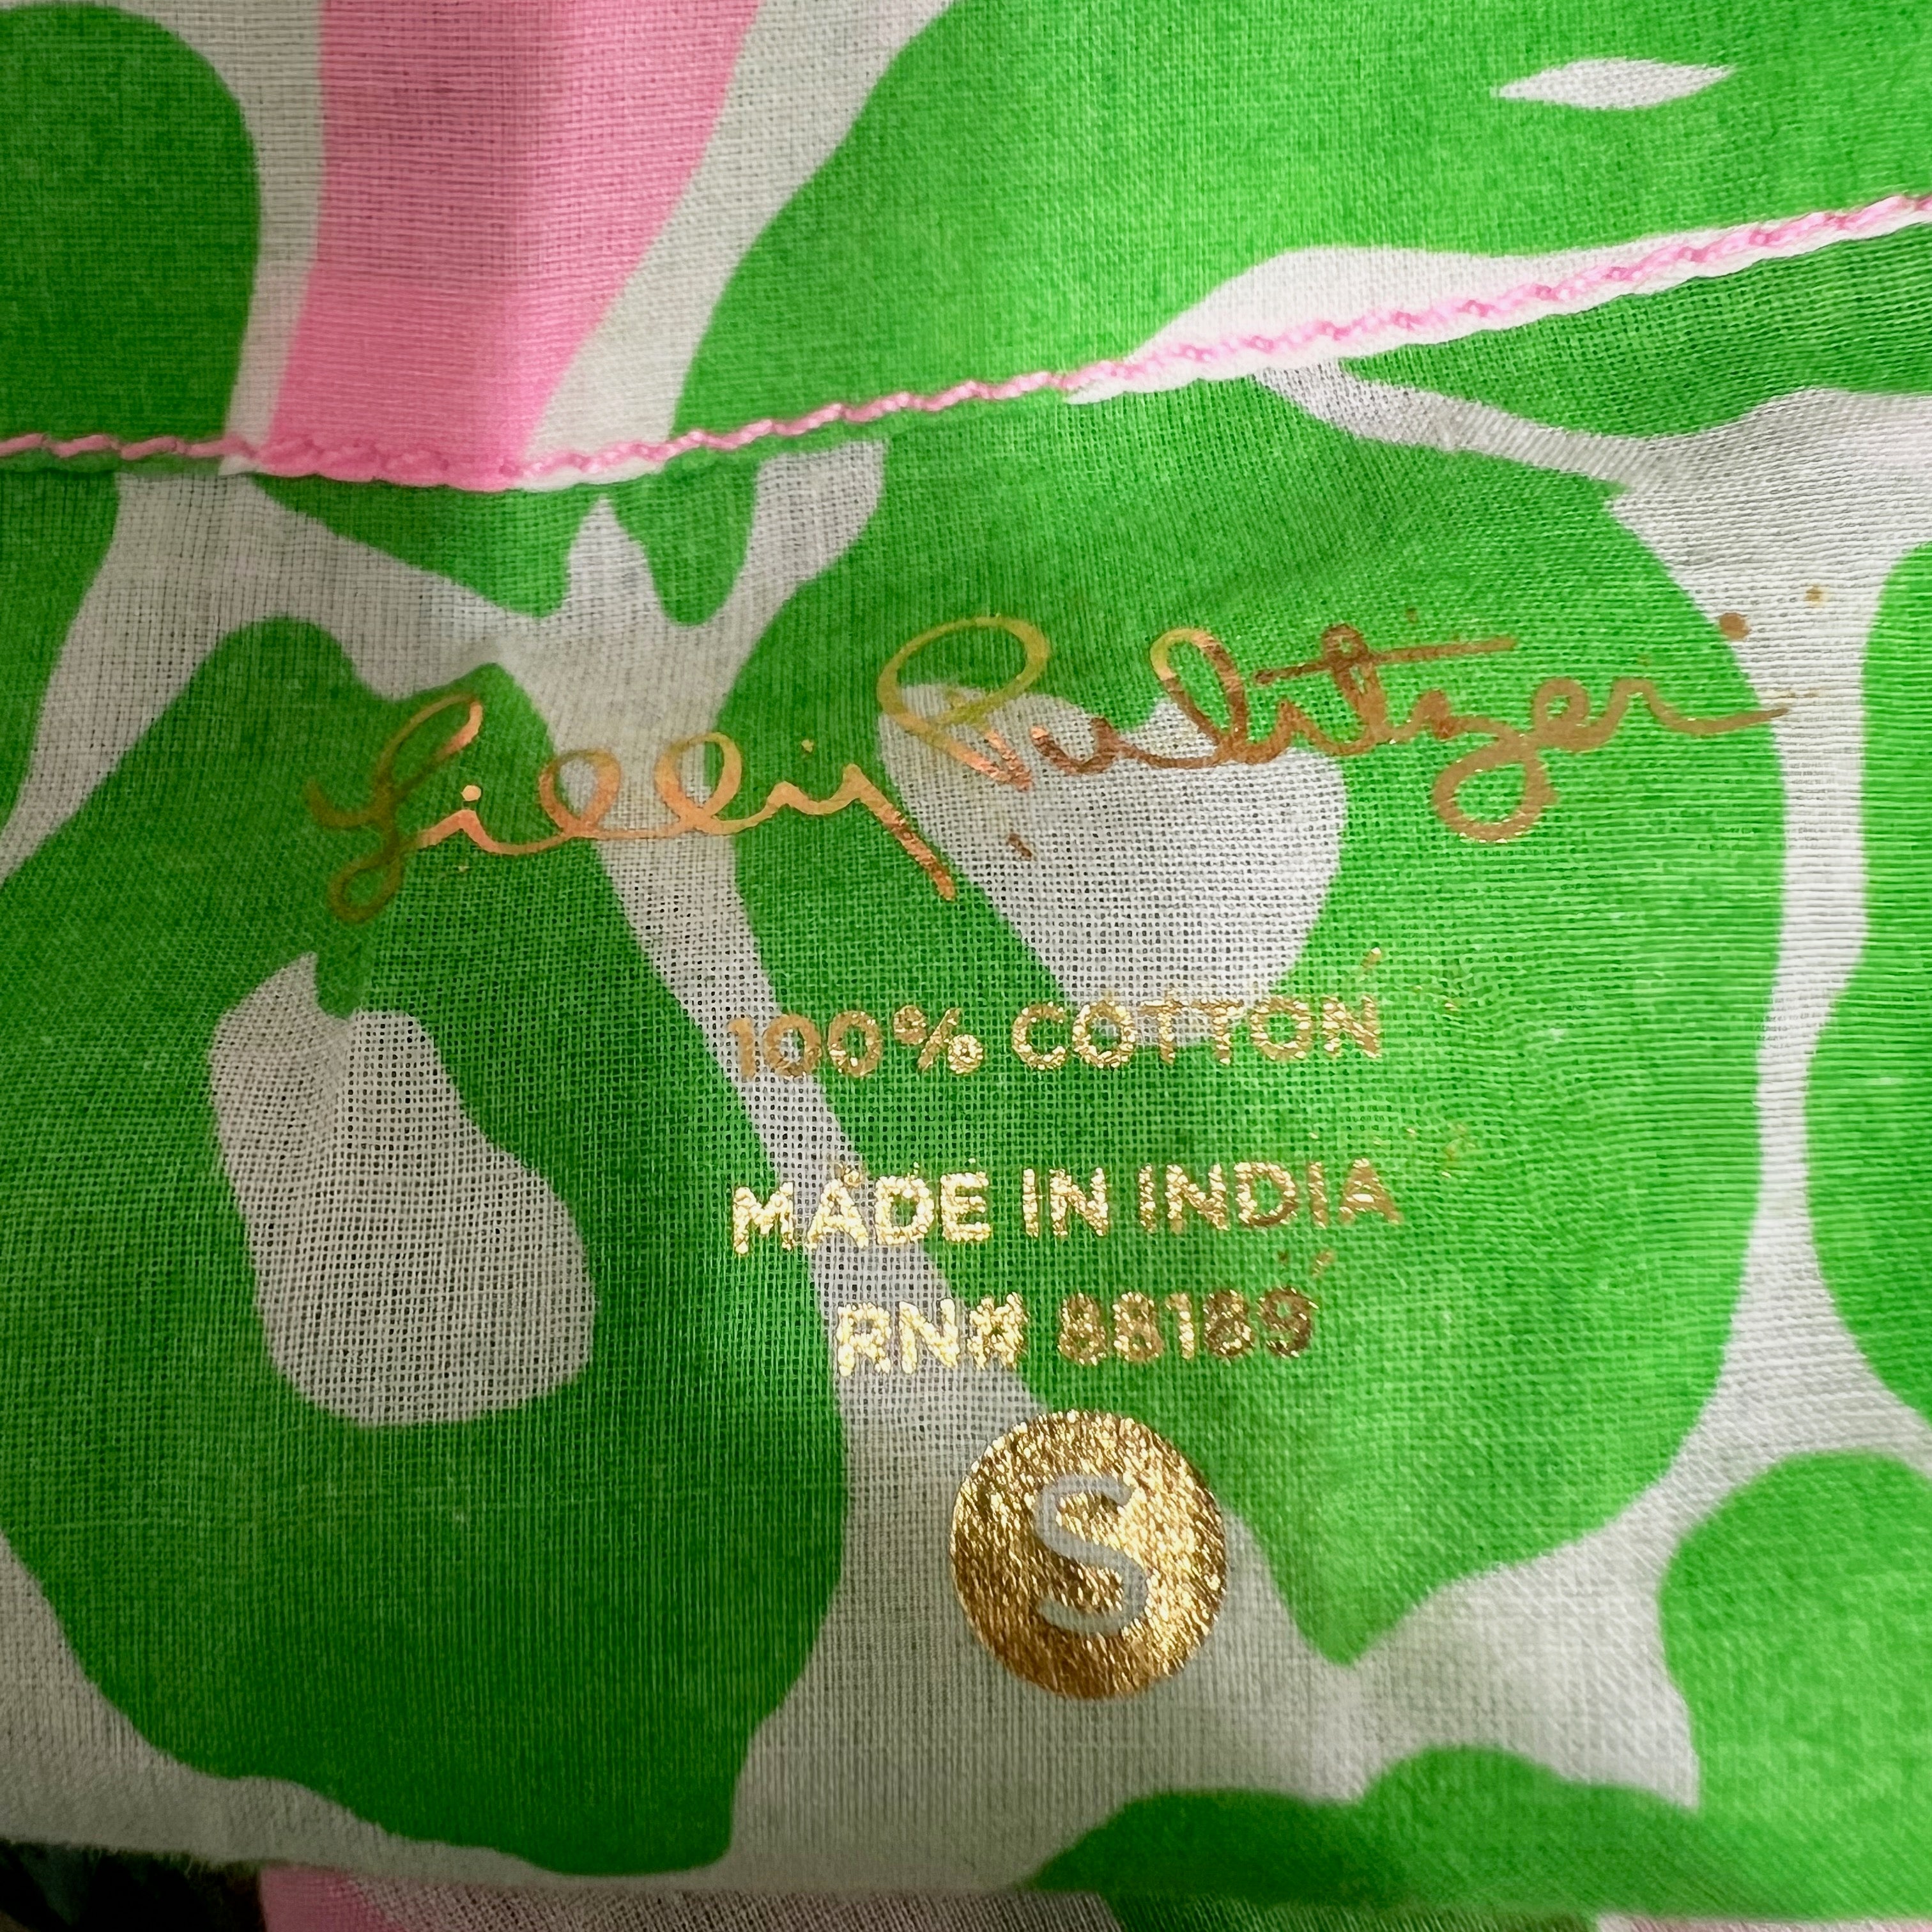 Lilly Pulitzer
100% COTTON
MADE IN INDIA
RN# 88189
S